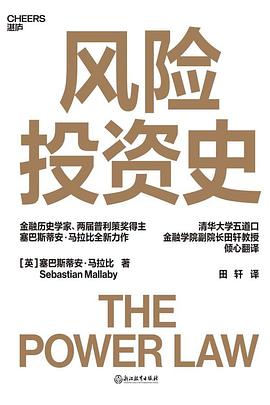 CHEERS
湛庐
风险
投资史
金融历史学家、两届普利策奖得主
塞巴斯蒂安·马拉比全新力作
清华大学五道口
金融学院副院长田轩教授
倾心翻译
[英]塞巴斯蒂安·马拉比 著
Sebastian Mallaby
田 轩 译
THE
POWER LAW
浙江教育出版社